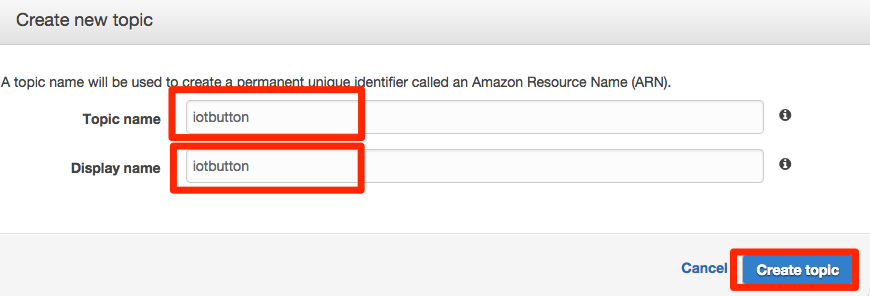 Create new topic
A topic name will be used to create a permanent unique identifier called an Amazon Resource Name (ARN).
Topic name iotbutton
Display name iotbutton
Cancel Create topic